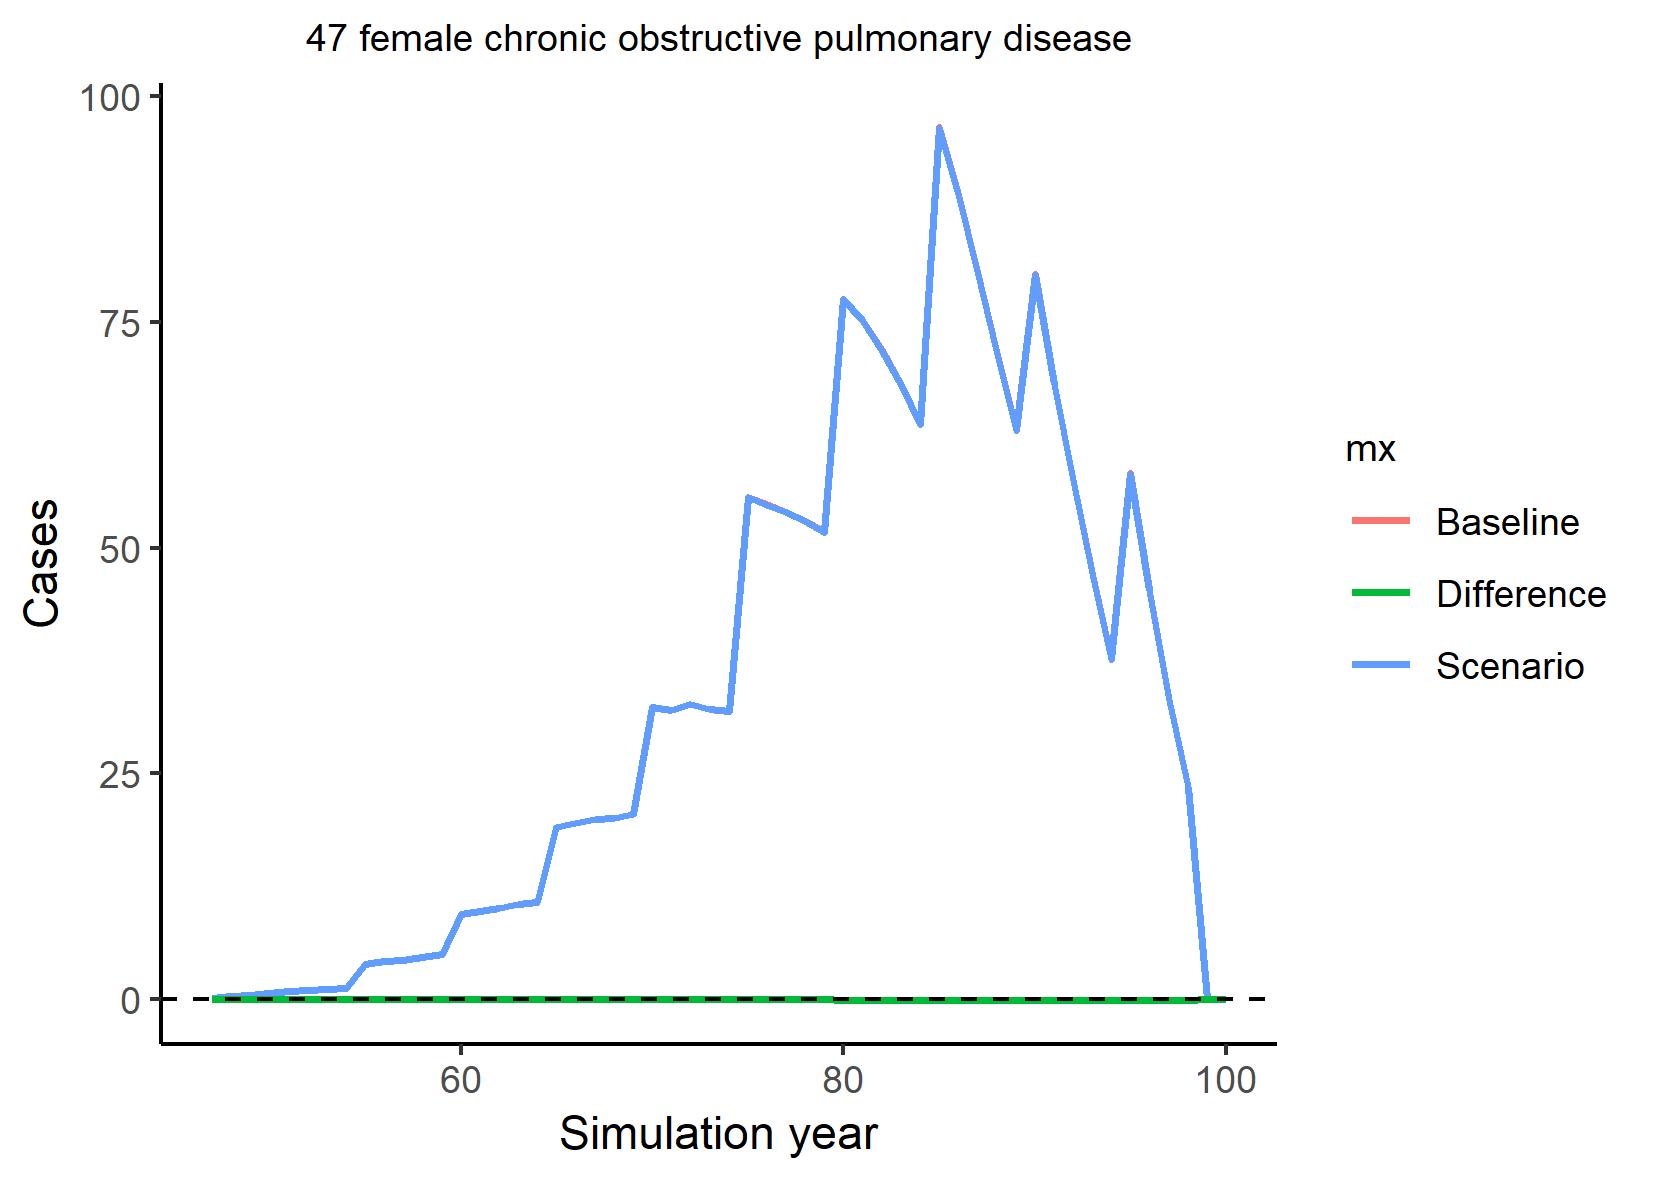 47 female chronic obstructive pulmonary disease
100
75
50
25
0
Cases
60
80
100
Simulation year
mx
Baseline
Difference
Scenario